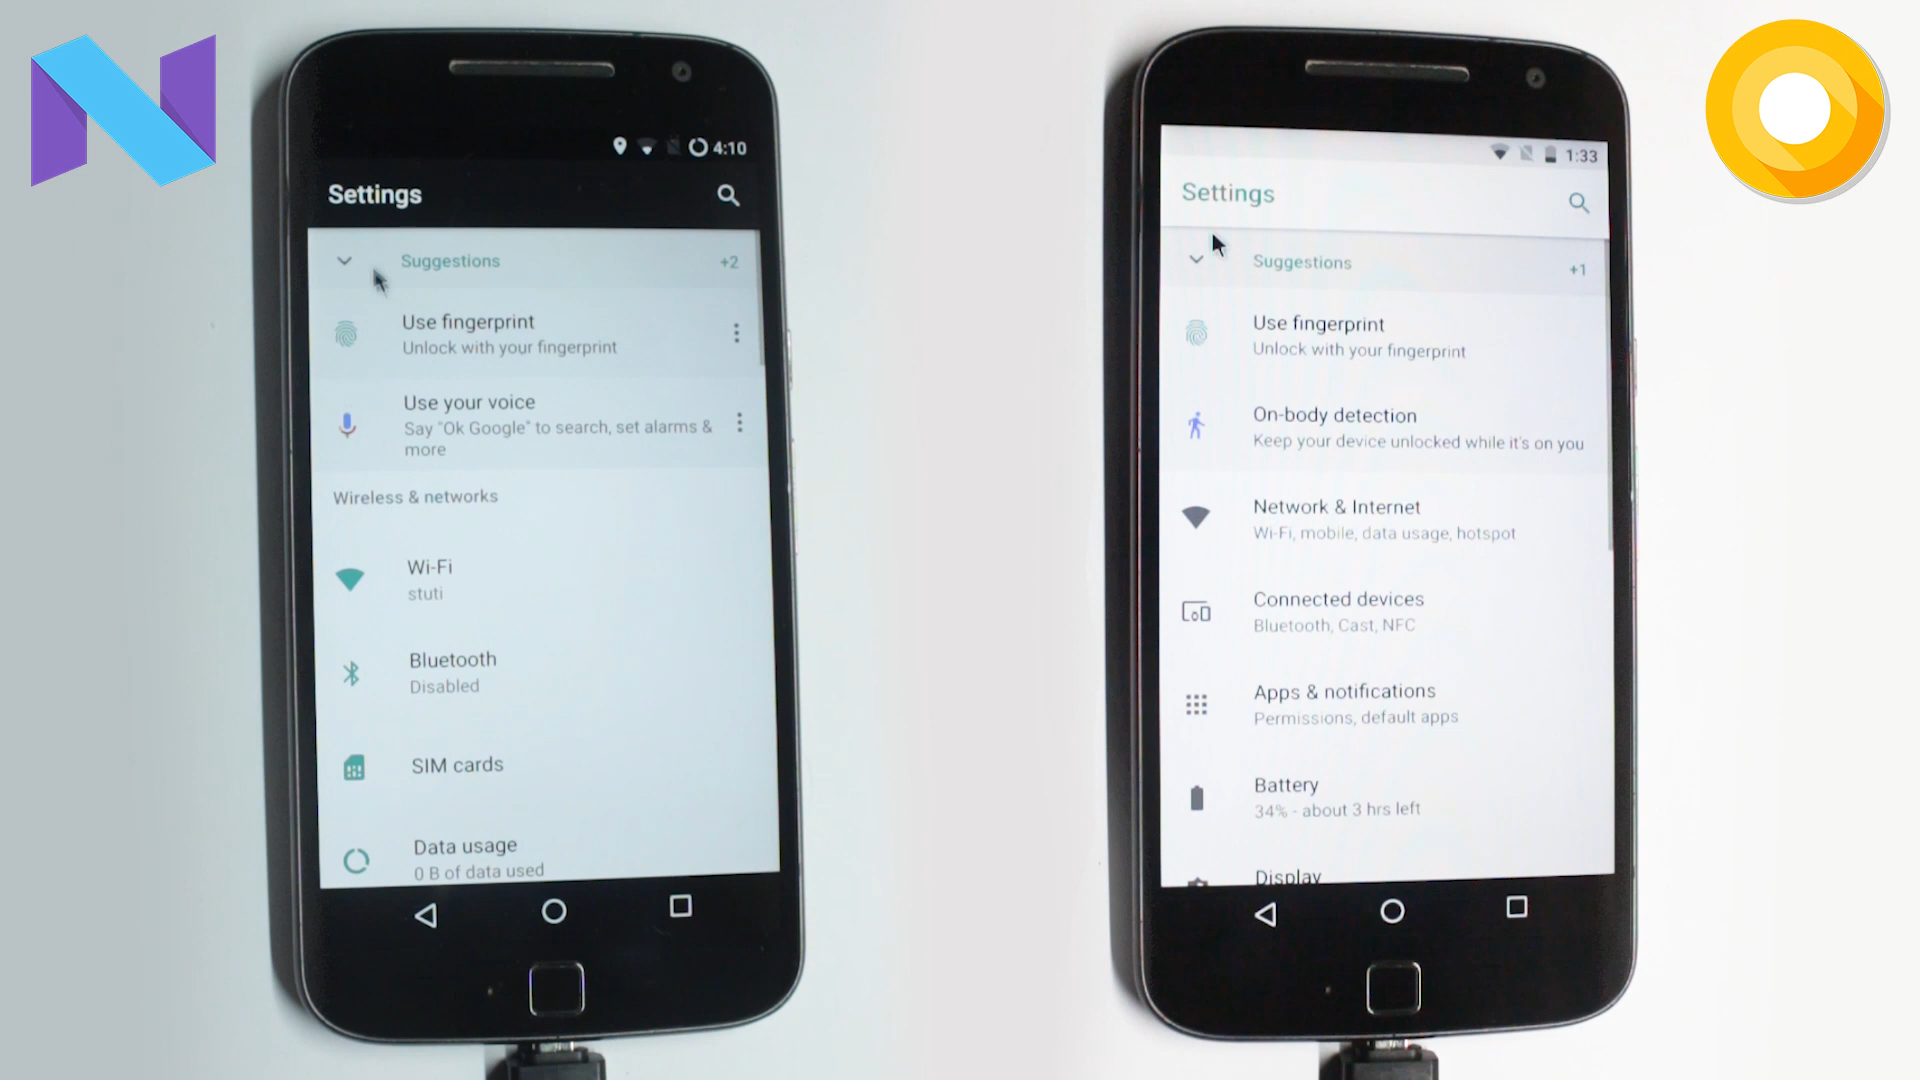 4:10
Settings
Suggestions +2
Use fingerprint
Unlock with your fingerprint
Use your voice
Say "Ok Google" to search, set alarms &
more
Wireless & networks
Wi-Fi
stuti
Bluetooth
Disabled
SIM cards
Data usage
0 B of data used
1:33
Settings
Suggestions +1
Use fingerprint
Unlock with your fingerprint
On-body detection
Keep your device unlocked while it's on you
Network & Internet
Wi-Fi, mobile, data usage, hotspot
Connected devices
Bluetooth, Cast, NFC
Apps & notifications
Permissions, default apps
Battery
34% - about 3 hrs left
Display